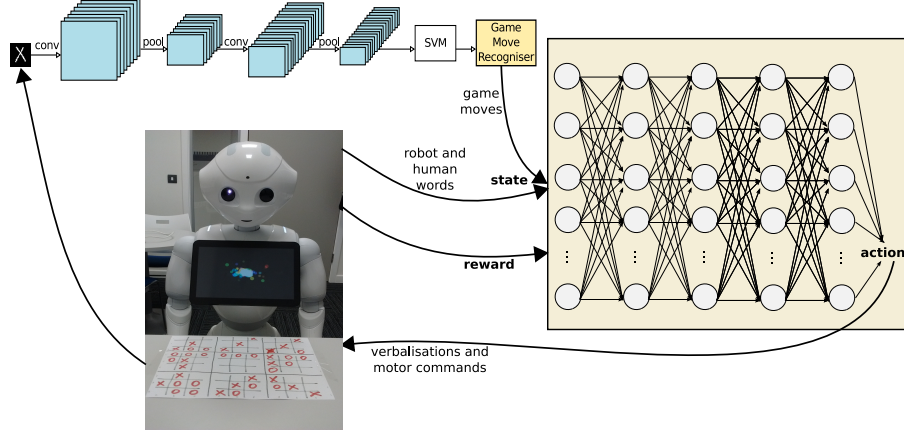 X
conv
pool
conv
pool
SVM
Game
Move
Recogniser
game
moves
robot and
human
words
state
reward
action
verbalisations and
motor commands